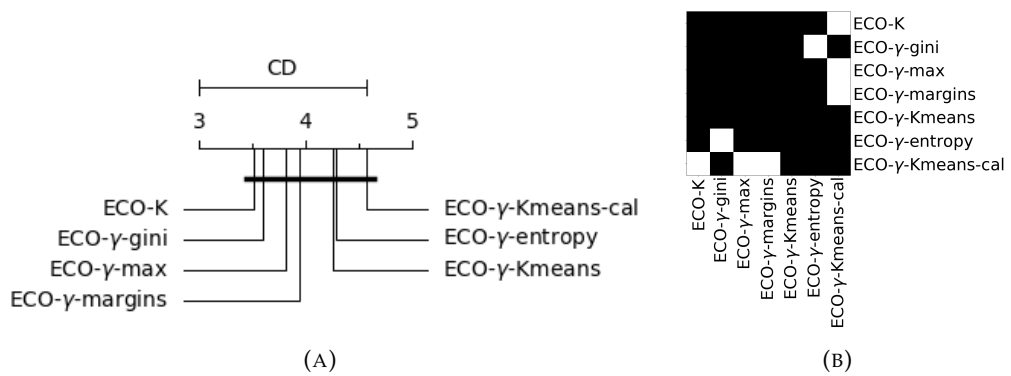 CD
3 4 5
ECO-K
ECO-γ-gini
ECO-γ-max
ECO-γ-margins
ECO-γ-Kmeans-cal
ECO-γ-entropy
ECO-γ-Kmeans
(A)
ECO-K
ECO-γ-gini
ECO-γ-max
ECO-γ-margins
ECO-γ-Kmeans
ECO-γ-entropy
ECO-γ-Kmeans-cal
ECO-K
ECO-γ-gini
ECO-γ-max
ECO-γ-margins
ECO-γ-Kmeans
ECO-γ-entropy
ECO-γ-Kmeans-cal
(B)